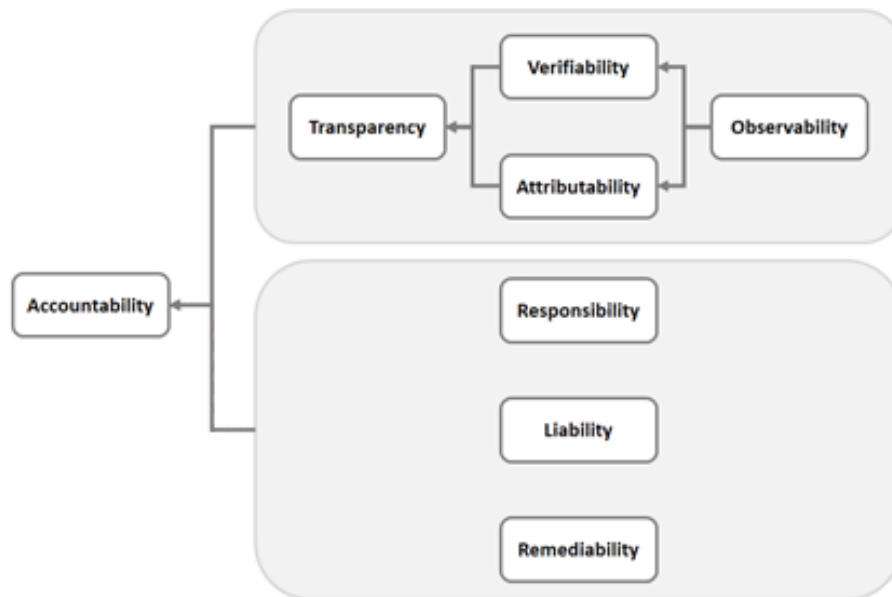 Verifiability
Transparency
Observability
Attributability
Accountability
Responsibility
Liability
Remediability